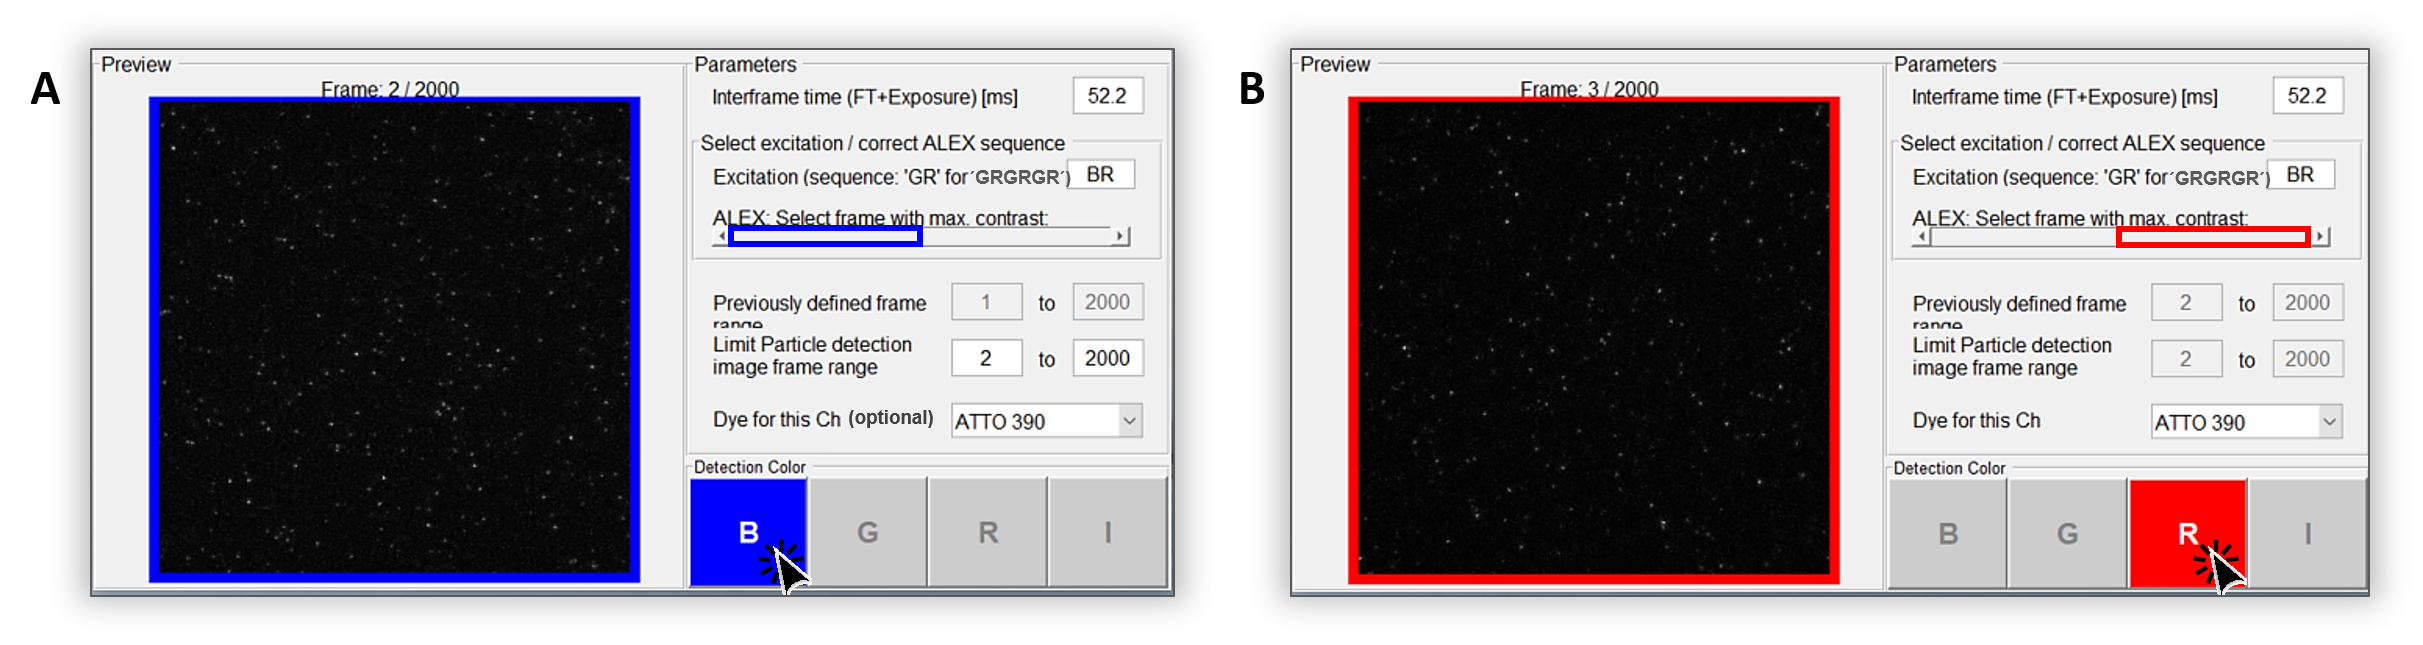 A
Preview
Frame: 2 / 2000
Parameters
Interframe time (FT+Exposure) [ms] 52.2
Select excitation / correct ALEX sequence
Excitation (sequence: 'GR' for ´GRGRGR´) BR
ALEX: Select frame with max. contrast:
Previously defined frame range 1 to 2000
Limit Particle detection
image frame range 2 to 2000
Dye for this Ch (optional) ATTO 390
Detection Color
B G R I
B
Preview
Frame: 3 / 2000
Parameters
Interframe time (FT+Exposure) [ms] 52.2
Select excitation / correct ALEX sequence
Excitation (sequence: 'GR' for ´GRGRGR´) BR
ALEX: Select frame with max. contrast:
Previously defined frame range 2 to 2000
Limit Particle detection
image frame range 2 to 2000
Dye for this Ch ATTO 390
Detection Color
B G R I